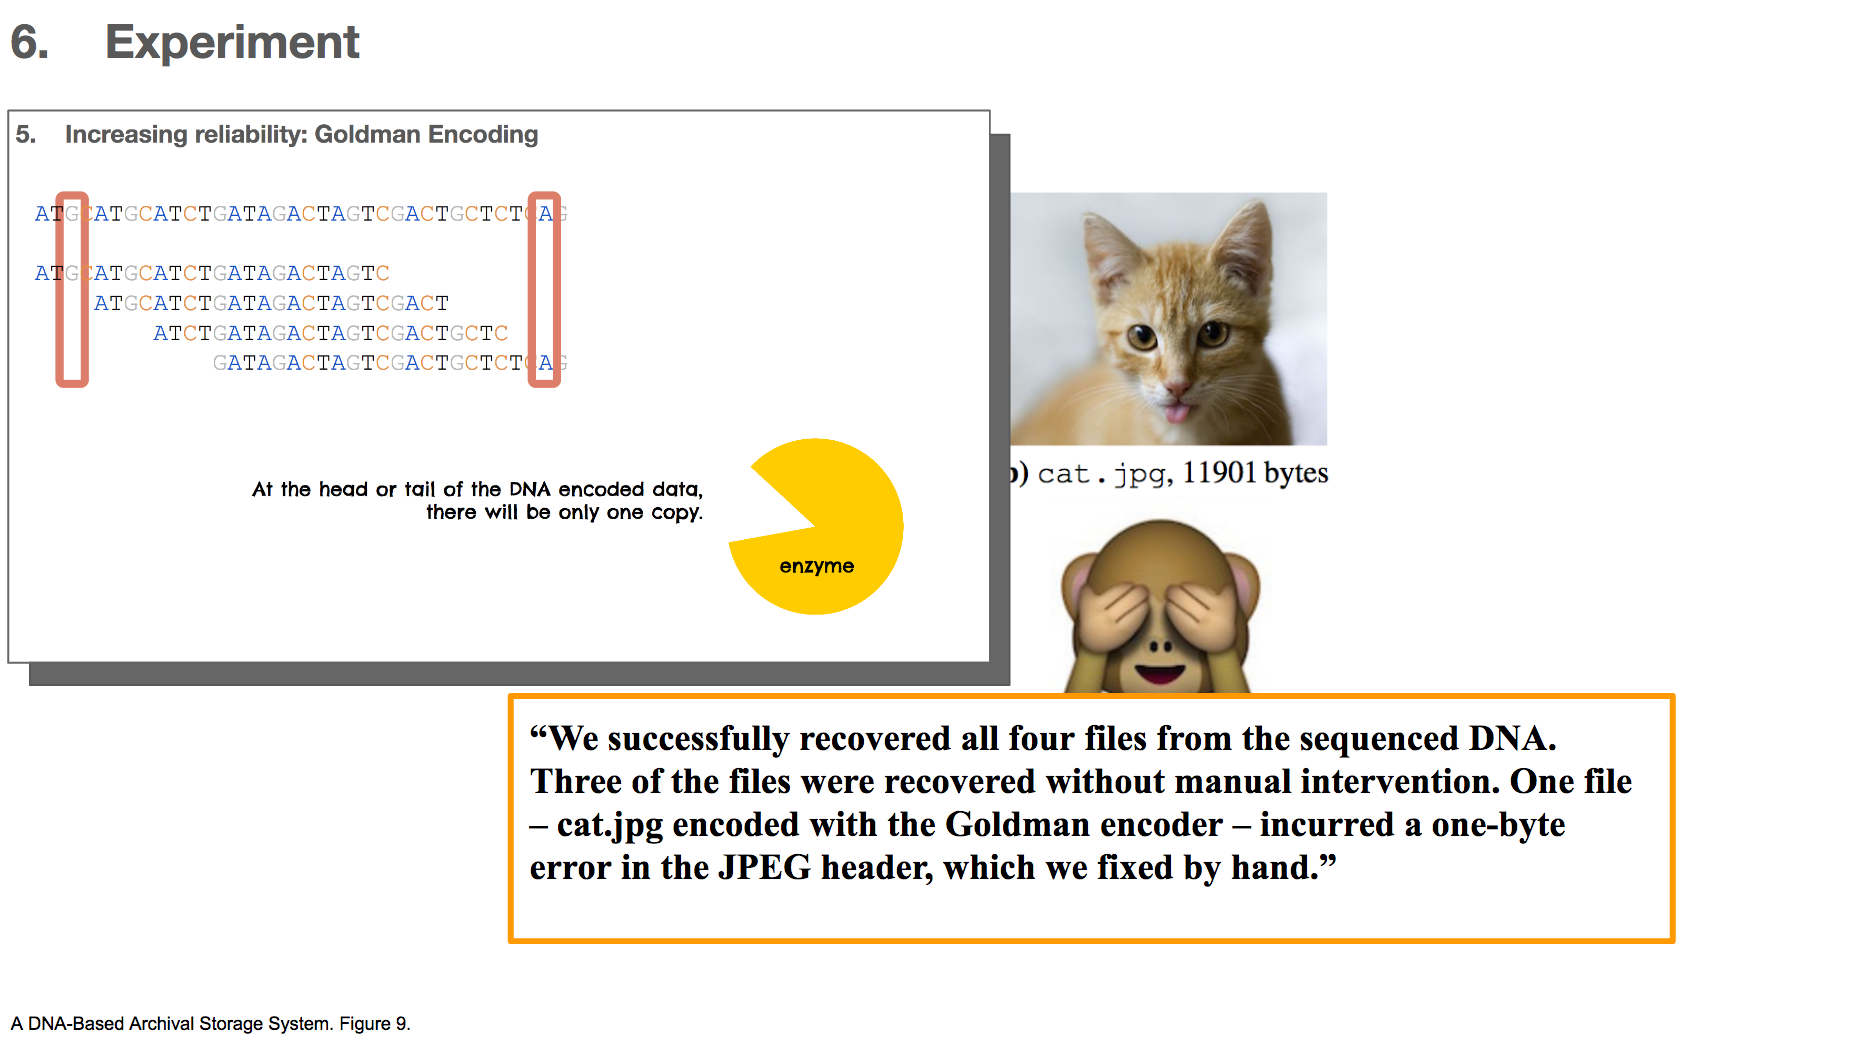 6. Experiment
5. Increasing reliability: Goldman Encoding
ATGCATGCATCTGATAGACTAGTCGACTGCTCTCAG
ATGCATGCATCTGATAGACTAGTC
ATGCATCTGATAGACTAGTCGACT
ATCTGATAGACTAGTCGACTGCTC
GATAGACTAGTCGACTGCTCTCAG
At the head or tail of the DNA encoded data,
there will be only one copy.
enzyme
) cat.jpg, 11901 bytes
“We successfully recovered all four files from the sequenced DNA.
Three of the files were recovered without manual intervention. One file
– cat.jpg encoded with the Goldman encoder – incurred a one-byte
error in the JPEG header, which we fixed by hand.”
A DNA-Based Archival Storage System. Figure 9.